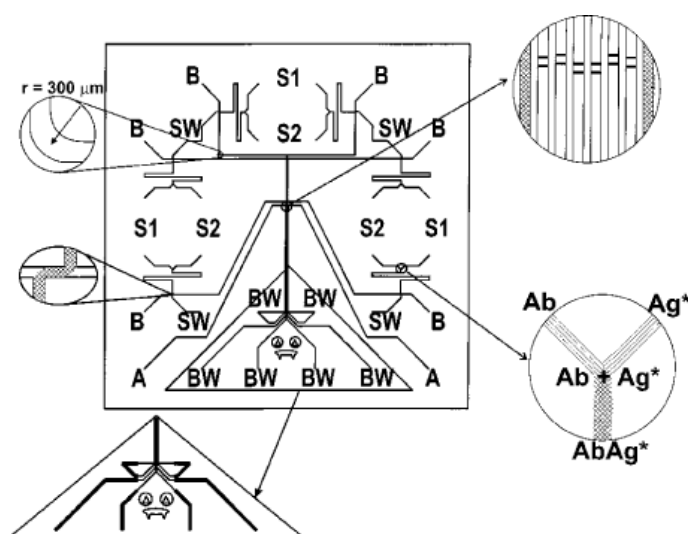 r = 300 μm
B S1 B
SW S2 SW
B B
S1 S2 S2 S1
BW BW
B SW SW B
A BW BW BW BW A
Ab Ag*
Ab + Ag*
AbAg*